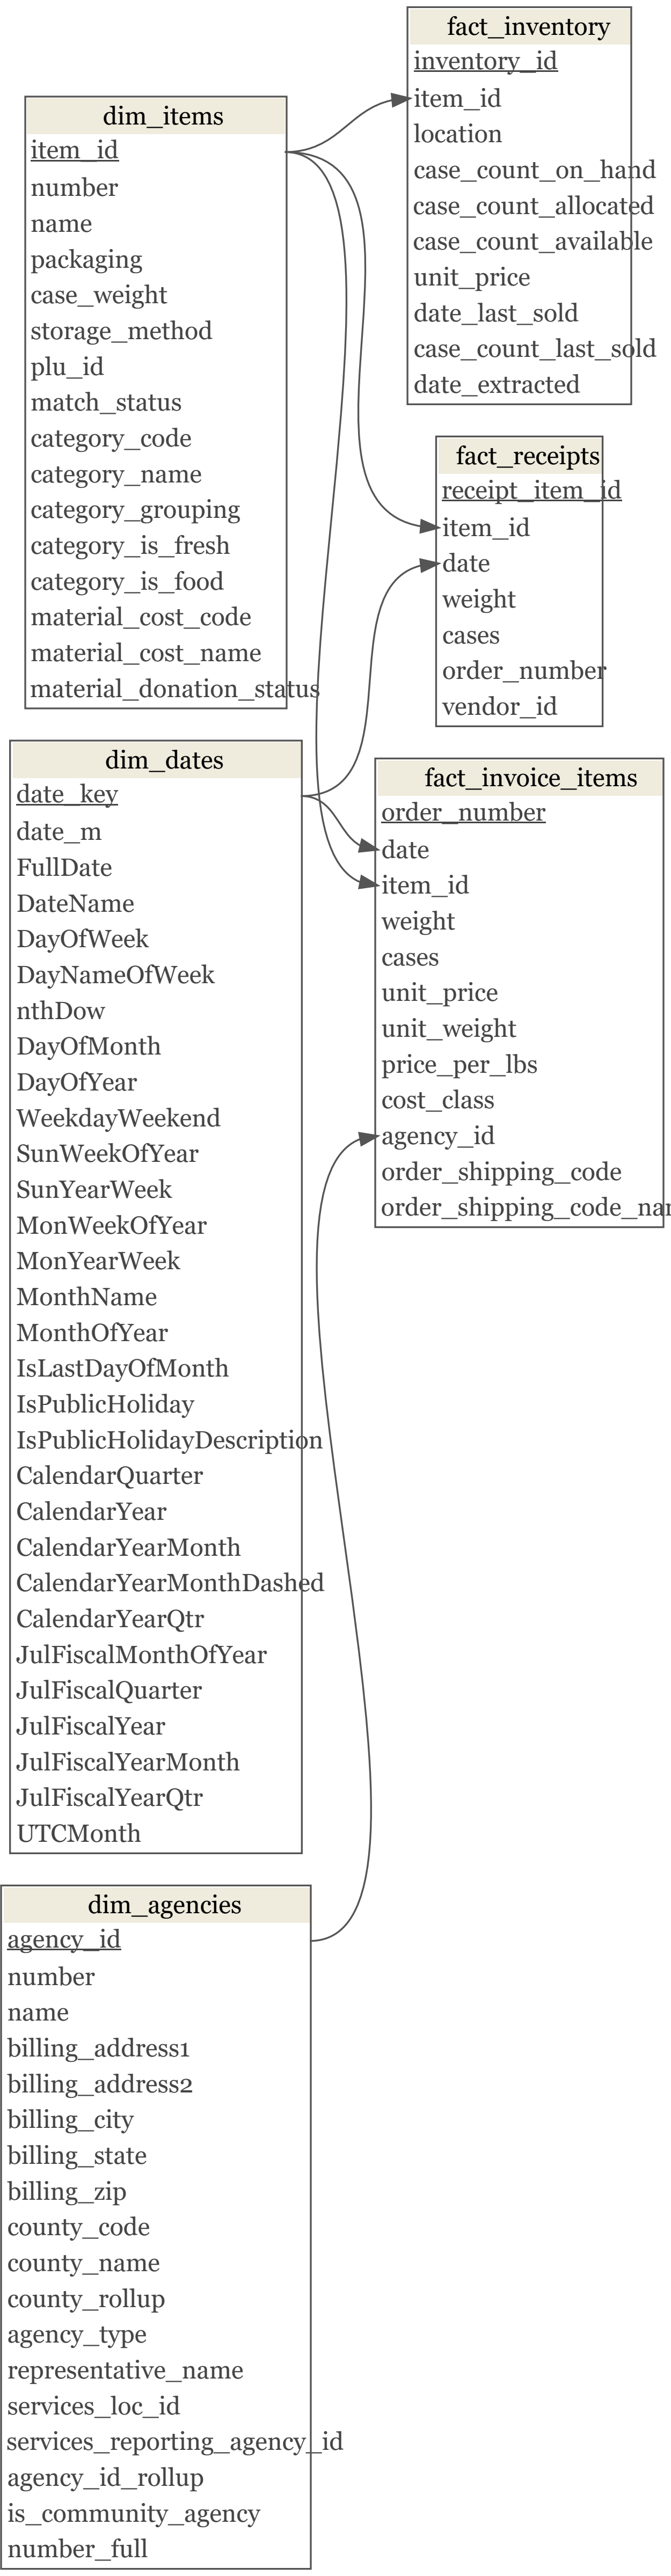 fact_inventory
inventory_id
item_id
location
case_count_on_hand
case_count_allocated
case_count_available
unit_price
date_last_sold
case_count_last_sold
date_extracted
dim_items
item_id
number
name
packaging
case_weight
storage_method
plu_id
match_status
category_code
category_name
category_grouping
category_is_fresh
category_is_food
material_cost_code
material_cost_name
material_donation_status
fact_receipts
receipt_item_id
item_id
date
weight
cases
order_number
vendor_id
dim_dates
date_key
date_m
FullDate
DateName
DayOfWeek
DayNameOfWeek
nthDow
DayOfMonth
DayOfYear
WeekdayWeekend
SunWeekOfYear
SunYearWeek
MonWeekOfYear
MonYearWeek
MonthName
MonthOfYear
IsLastDayOfMonth
IsPublicHoliday
IsPublicHolidayDescription
CalendarQuarter
CalendarYear
CalendarYearMonth
CalendarYearMonthDashed
CalendarYearQtr
JulFiscalMonthOfYear
JulFiscalQuarter
JulFiscalYear
JulFiscalYearMonth
JulFiscalYearQtr
UTCMonth
fact_invoice_items
order_number
date
item_id
weight
cases
unit_price
unit_weight
price_per_lbs
cost_class
agency_id
order_shipping_code
order_shipping_code_na
dim_agencies
agency_id
number
name
billing_address1
billing_address2
billing_city
billing_state
billing_zip
county_code
county_name
county_rollup
agency_type
representative_name
services_loc_id
services_reporting_agency_id
agency_id_rollup
is_community_agency
number_full